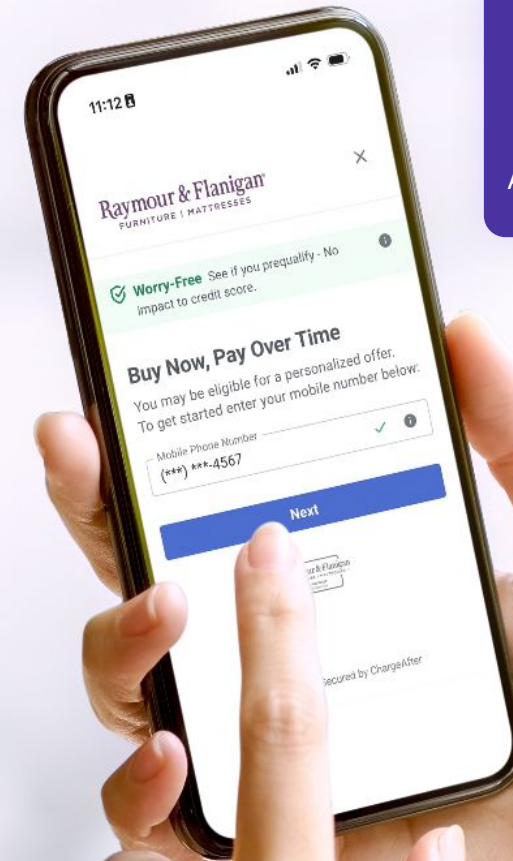 11:12
Raymour & Flanigan
FURNITURE | MATTRESSES
Worry-Free See if you prequalify - No
impact to credit score.
Buy Now, Pay Over Time
You may be eligible for a personalized offer.
To get started enter your mobile number below:
Mobile Phone Number
(***) ***-4567
Next
& Flanigan
Secured by ChargeAfter
A